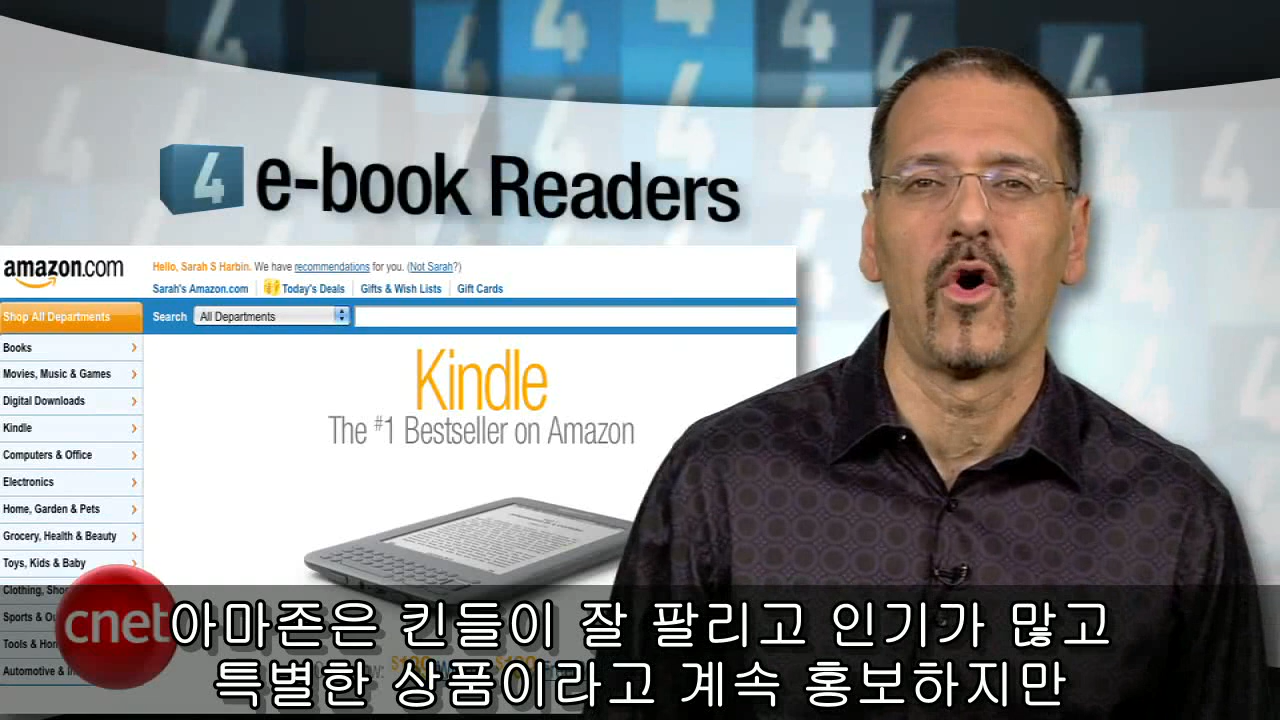 4 e-book Readers
amazon.com
Hello, Sarah S Harbin. We have recommendations for you. (Not Sarah?)
Sarah's Amazon.com Today's Deals Gifts & Wish Lists Gift Cards
Shop All Departments
Search All Departments
Books
Movies, Music & Games
Digital Downloads
Kindle
Computers & Office
Electronics
Home, Garden & Pets
Grocery, Health & Beauty
Toys, Kids & Baby
Clothing,
Sports &
Tools &
Automotive &
Kindle
The #1 Bestseller on Amazon
cnet
아마존은 킨들이 잘 팔리고 인기가 많고
특별한 상품이라고 계속 홍보하지만